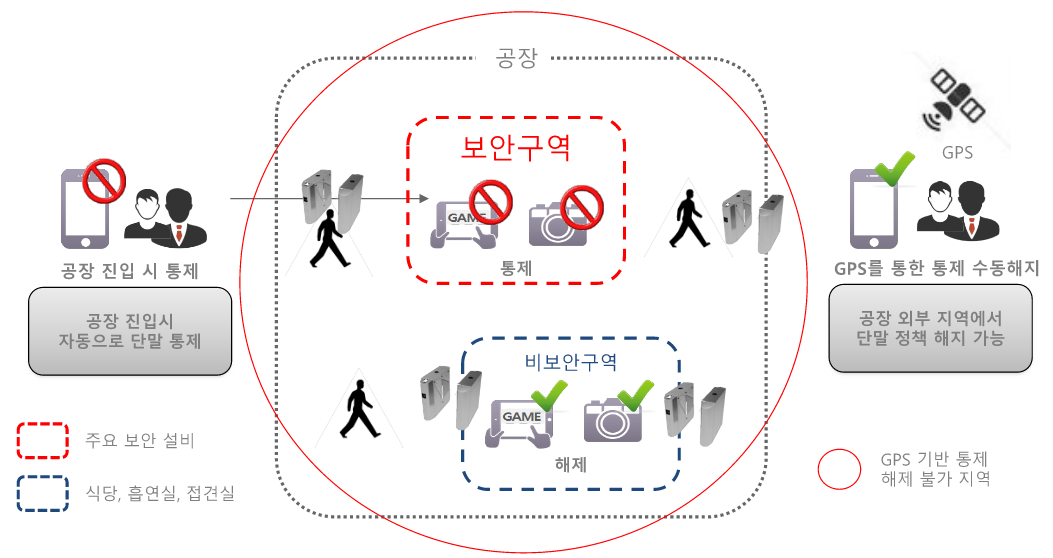 공장
보안구역
GAME
통제
GPS
공장 진입 시 통제
GPS를 통한 통제 수동해지
공장 진입시
자동으로 단말 통제
공장 외부 지역에서
단말 정책 해지 가능
비보안구역
GAME
해제
주요 보안 설비
식당, 흡연실, 접견실
GPS 기반 통제
해제 불가 지역